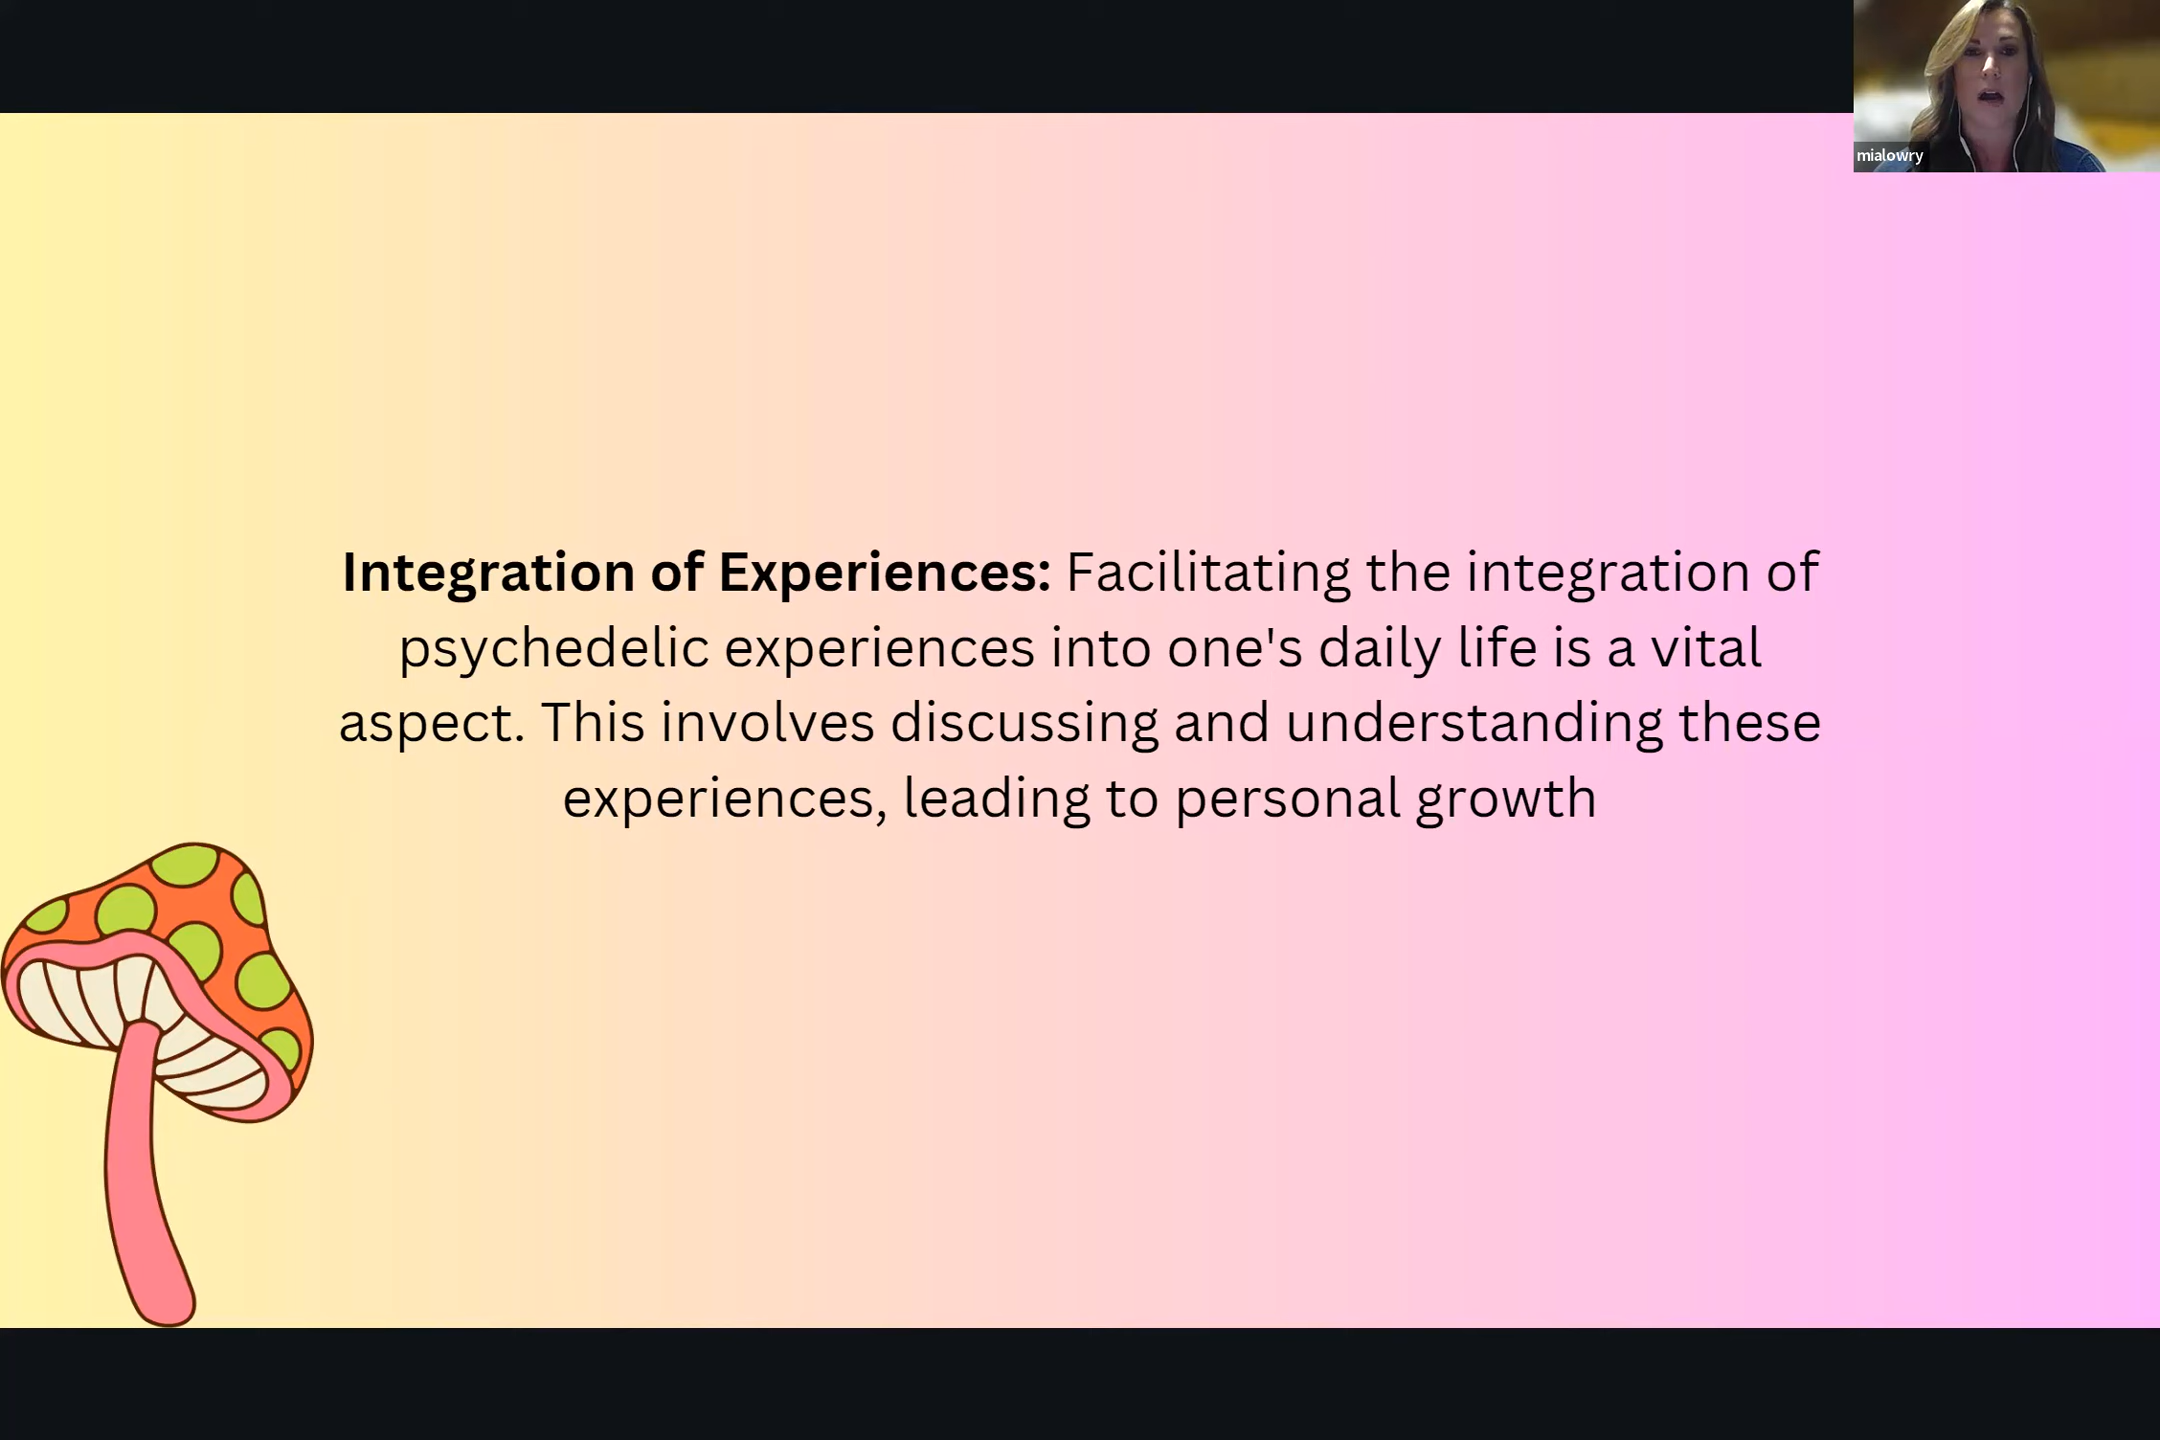 mialowry
Integration of Experiences: Facilitating the integration of
psychedelic experiences into one's daily life is a vital
aspect. This involves discussing and understanding these
experiences, leading to personal growth